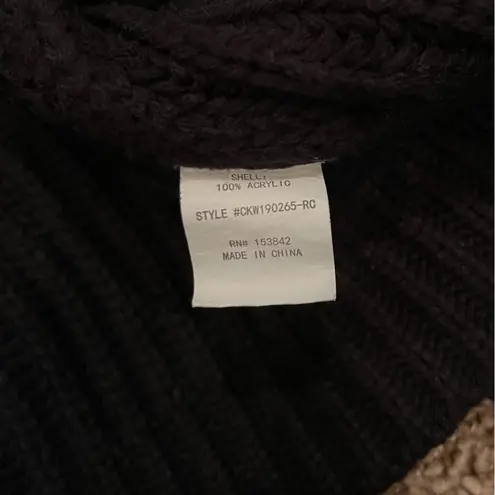 SHELL:
100% ACRYLIC
STYLE #CKW190265-RC
RN# 153842
MADE IN CHINA